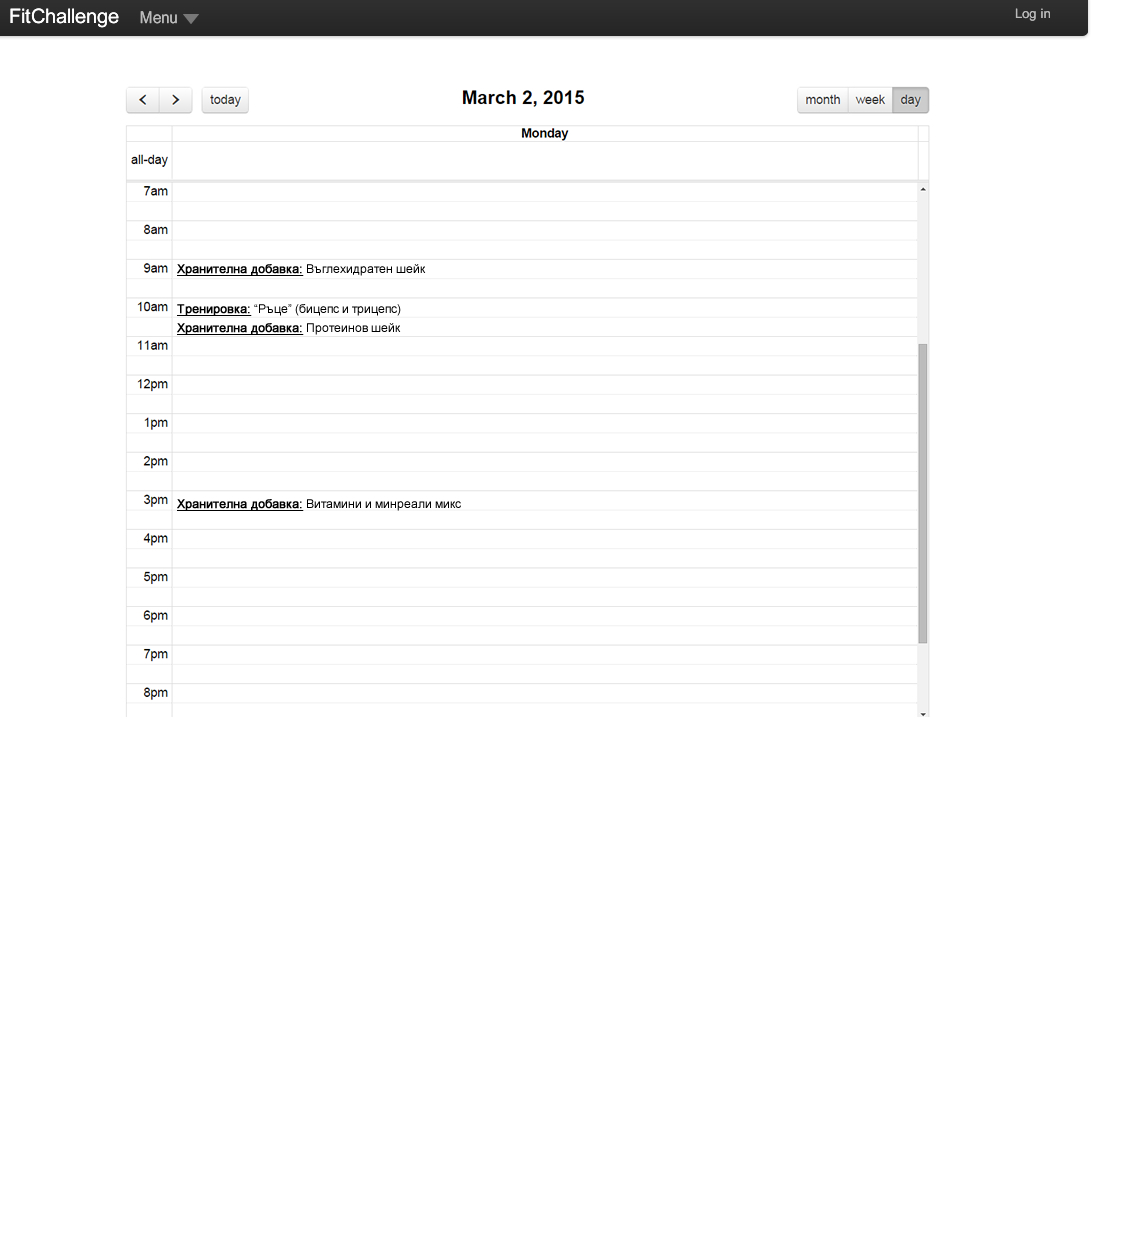 FitChallenge Menu Log in
today March 2, 2015 month week day
Monday
all-day
7am
8am
9am Хранителна добавка: Въглехидратен шейк
10am Тренировка: “Ръце” (бицепс и трицепс)
Хранителна добавка: Протеинов шейк
11am
12pm
1pm
2pm
3pm Хранителна добавка: Витамини и минреали микс
4pm
5pm
6pm
7pm
8pm